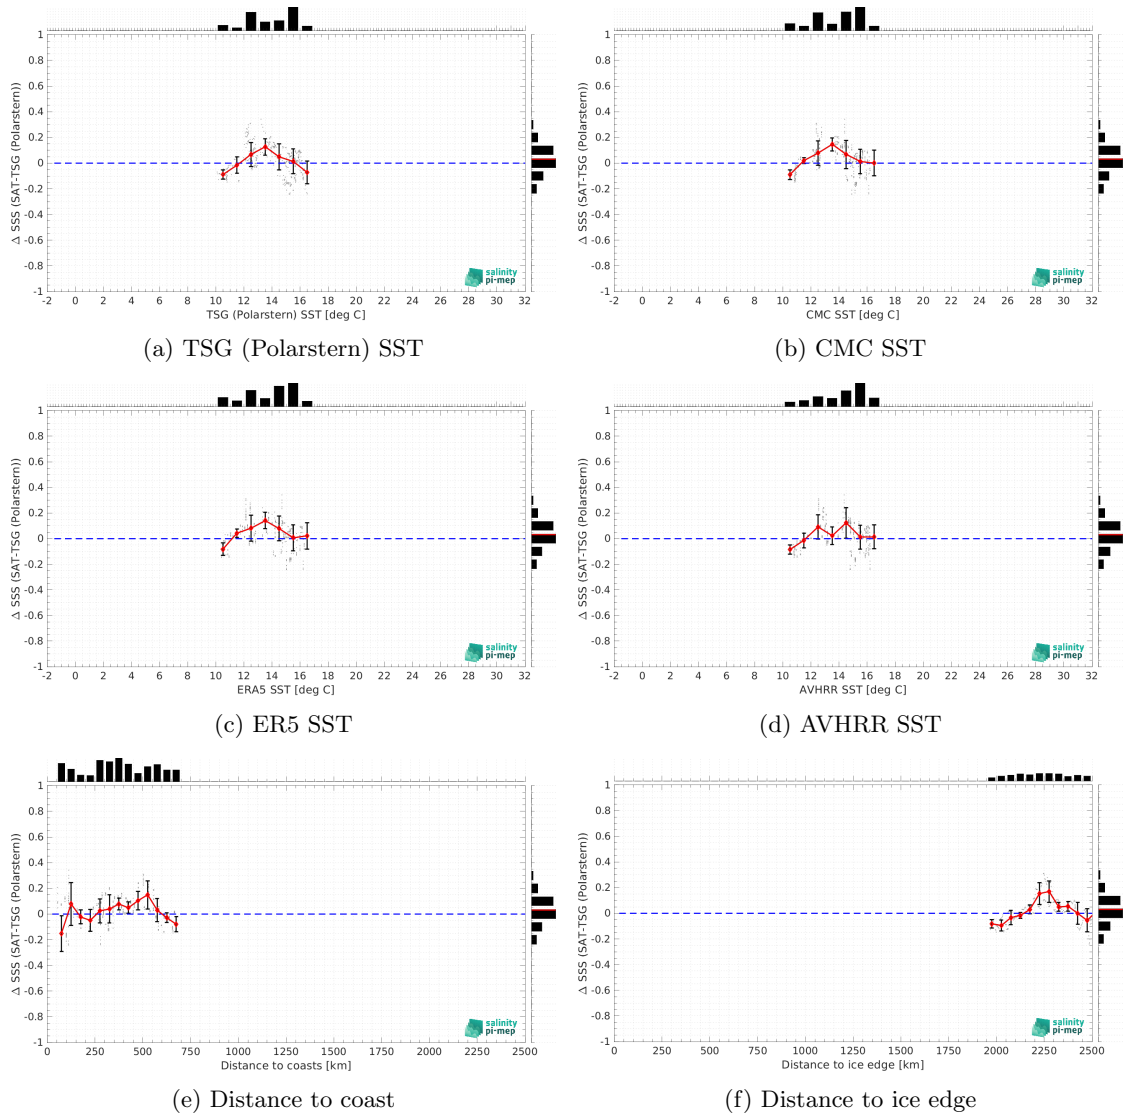 1
0.8
0.6
0.4
0.2
0
-0.2
-0.4
-0.6
-0.8
-1
Δ SSS (SAT-TSG (Polarstern))
-2 0 2 4 6 8 10 12 14 16 18 20 22 24 26 28 30 32
TSG (Polarstern) SST [deg C]
salinity
pi-mep
(a) TSG (Polarstern) SST
1
0.8
0.6
0.4
0.2
0
-0.2
-0.4
-0.6
-0.8
-1
Δ SSS (SAT-TSG (Polarstern))
-2 0 2 4 6 8 10 12 14 16 18 20 22 24 26 28 30 32
CMC SST [deg C]
salinity
pi-mep
(b) CMC SST
1
0.8
0.6
0.4
0.2
0
-0.2
-0.4
-0.6
-0.8
-1
Δ SSS (SAT-TSG (Polarstern))
-2 0 2 4 6 8 10 12 14 16 18 20 22 24 26 28 30 32
ERA5 SST [deg C]
salinity
pi-mep
(c) ER5 SST
1
0.8
0.6
0.4
0.2
0
-0.2
-0.4
-0.6
-0.8
-1
Δ SSS (SAT-TSG (Polarstern))
-2 0 2 4 6 8 10 12 14 16 18 20 22 24 26 28 30 32
AVHRR SST [deg C]
salinity
pi-mep
(d) AVHRR SST
1
0.8
0.6
0.4
0.2
0
-0.2
-0.4
-0.6
-0.8
-1
Δ SSS (SAT-TSG (Polarstern))
0 250 500 750 1000 1250 1500 1750 2000 2250 2500
Distance to coasts [km]
salinity
pi-mep
(e) Distance to coast
1
0.8
0.6
0.4
0.2
0
-0.2
-0.4
-0.6
-0.8
-1
Δ SSS (SAT-TSG (Polarstern))
0 250 500 750 1000 1250 1500 1750 2000 2250 2500
Distance to ice edge [km]
salinity
pi-mep
(f) Distance to ice edge